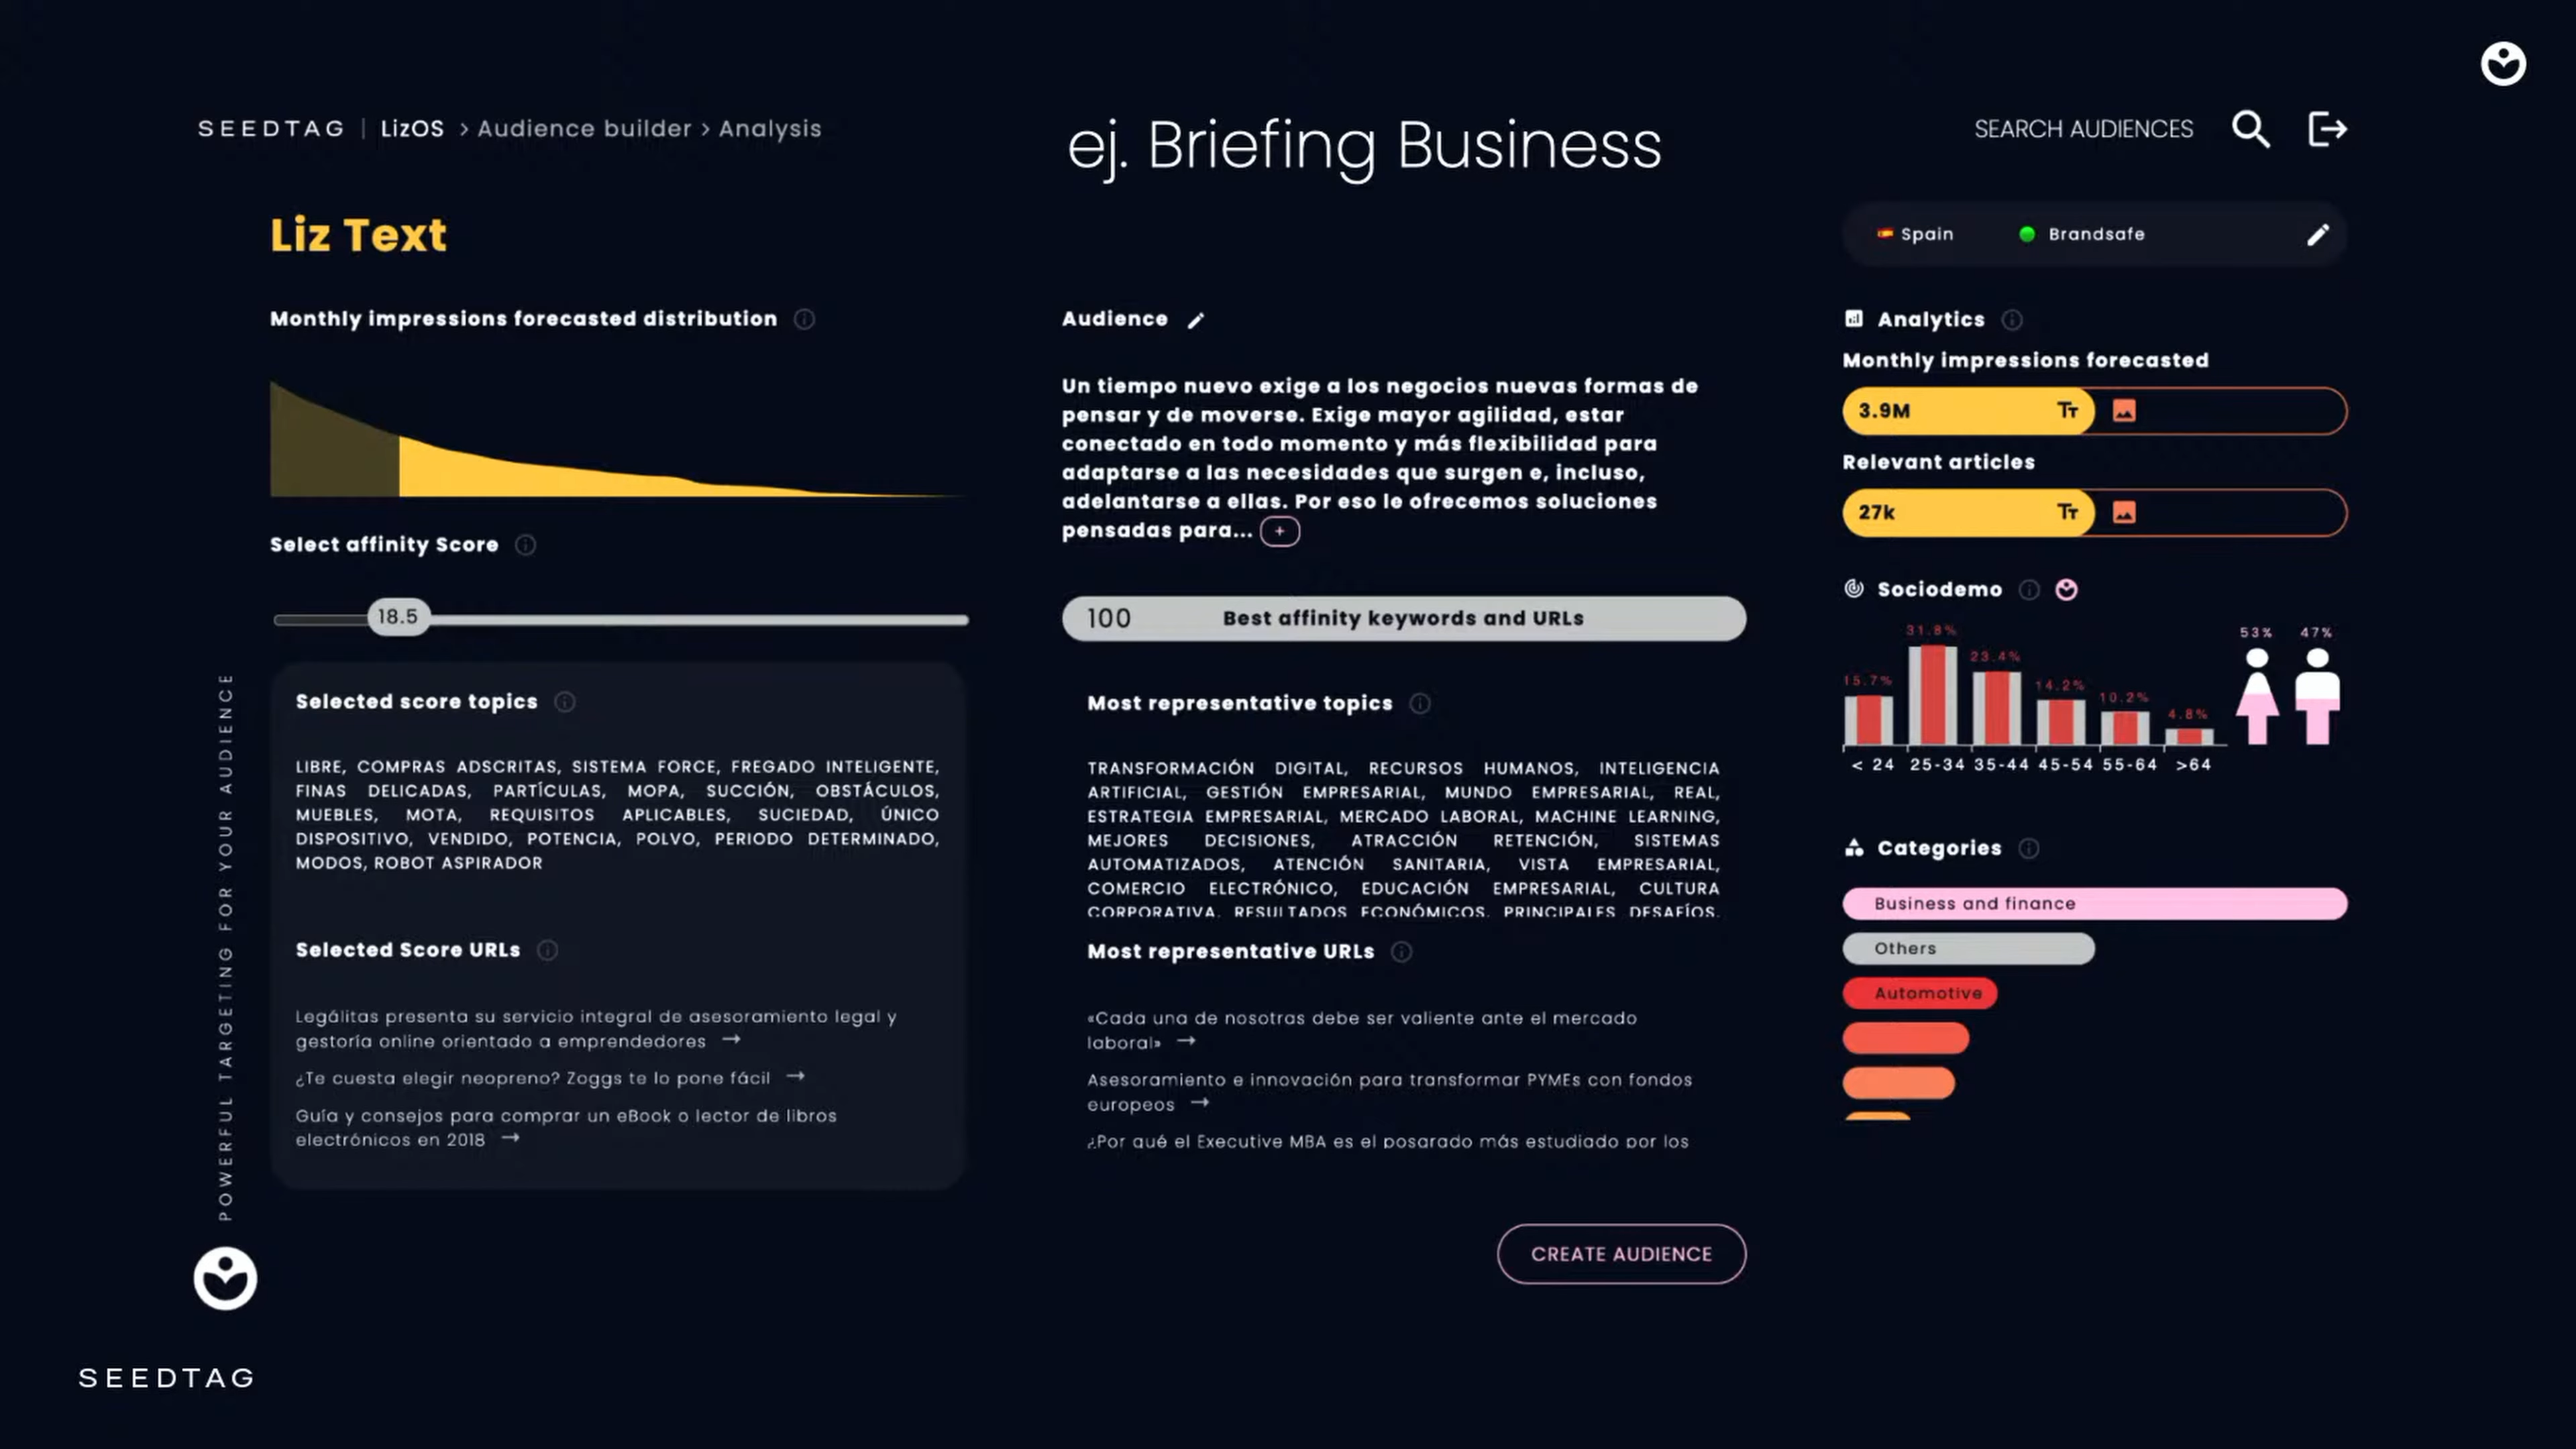 SEEDTAG | LizOS > Audience builder > Analysis
ej. Briefing Business
SEARCH AUDIENCES
Liz Text
Spain
Brandsafe
Monthly impressions forecasted distribution
Select affinity Score
18.5
Selected score topics
LIBRE, COMPRAS ADSCRITAS, SISTEMA FORCE, FREGADO INTELIGENTE,
FINAS DELICADAS, PARTÍCULAS, MOPA, SUCCIÓN, OBSTÁCULOS,
MUEBLES, MOTA, REQUISITOS APLICABLES, SUCIEDAD, ÚNICO
DISPOSITIVO, VENDIDO, POTENCIA, POLVO, PERIODO DETERMINADO,
MODOS, ROBOT ASPIRADOR
Selected Score URLs
Legálitas presenta su servicio integral de asesoramiento legal y
gestoría online orientado a emprendedores →
¿Te cuesta elegir neopreno? Zoggs te lo pone fácil →
Guía y consejos para comprar un eBook o lector de libros
electrónicos en 2018 →
Audience
Un tiempo nuevo exige a los negocios nuevas formas de
pensar y de moverse. Exige mayor agilidad, estar
conectado en todo momento y más flexibilidad para
adaptarse a las necesidades que surgen e, incluso,
adelantarse a ellas. Por eso le ofrecemos soluciones
pensadas para... +
100 Best affinity keywords and URLs
Most representative topics
TRANSFORMACIÓN DIGITAL, RECURSOS HUMANOS, INTELIGENCIA
ARTIFICIAL, GESTIÓN EMPRESARIAL, MUNDO EMPRESARIAL, REAL,
ESTRATEGIA EMPRESARIAL, MERCADO LABORAL, MACHINE LEARNING,
MEJORES DECISIONES, ATRACCIÓN RETENCIÓN, SISTEMAS
AUTOMATIZADOS, ATENCIÓN SANITARIA, VISTA EMPRESARIAL,
COMERCIO ELECTRÓNICO, EDUCACIÓN EMPRESARIAL, CULTURA
CORPORATIVA, RESULTADOS ECONÓMICOS, PRINCIPALES DESAFÍOS,
Most representative URLs
«Cada una de nosotras debe ser valiente ante el mercado
laboral» →
Asesoramiento e innovación para transformar PYMEs con fondos
europeos →
¿Por qué el Executive MBA es el posgrado más estudiado por los
CREATE AUDIENCE
Analytics
Monthly impressions forecasted
3.9M Tт
Relevant articles
27k Tт
Sociodemo
15.7% 31.8% 23.4% 14.2% 10.2% 4.8% 53% 47%
< 24 25-34 35-44 45-54 55-64 >64
Categories
Business and finance
Others
Automotive
POWERFUL TARGETING FOR YOUR AUDIENCE
SEEDTAG